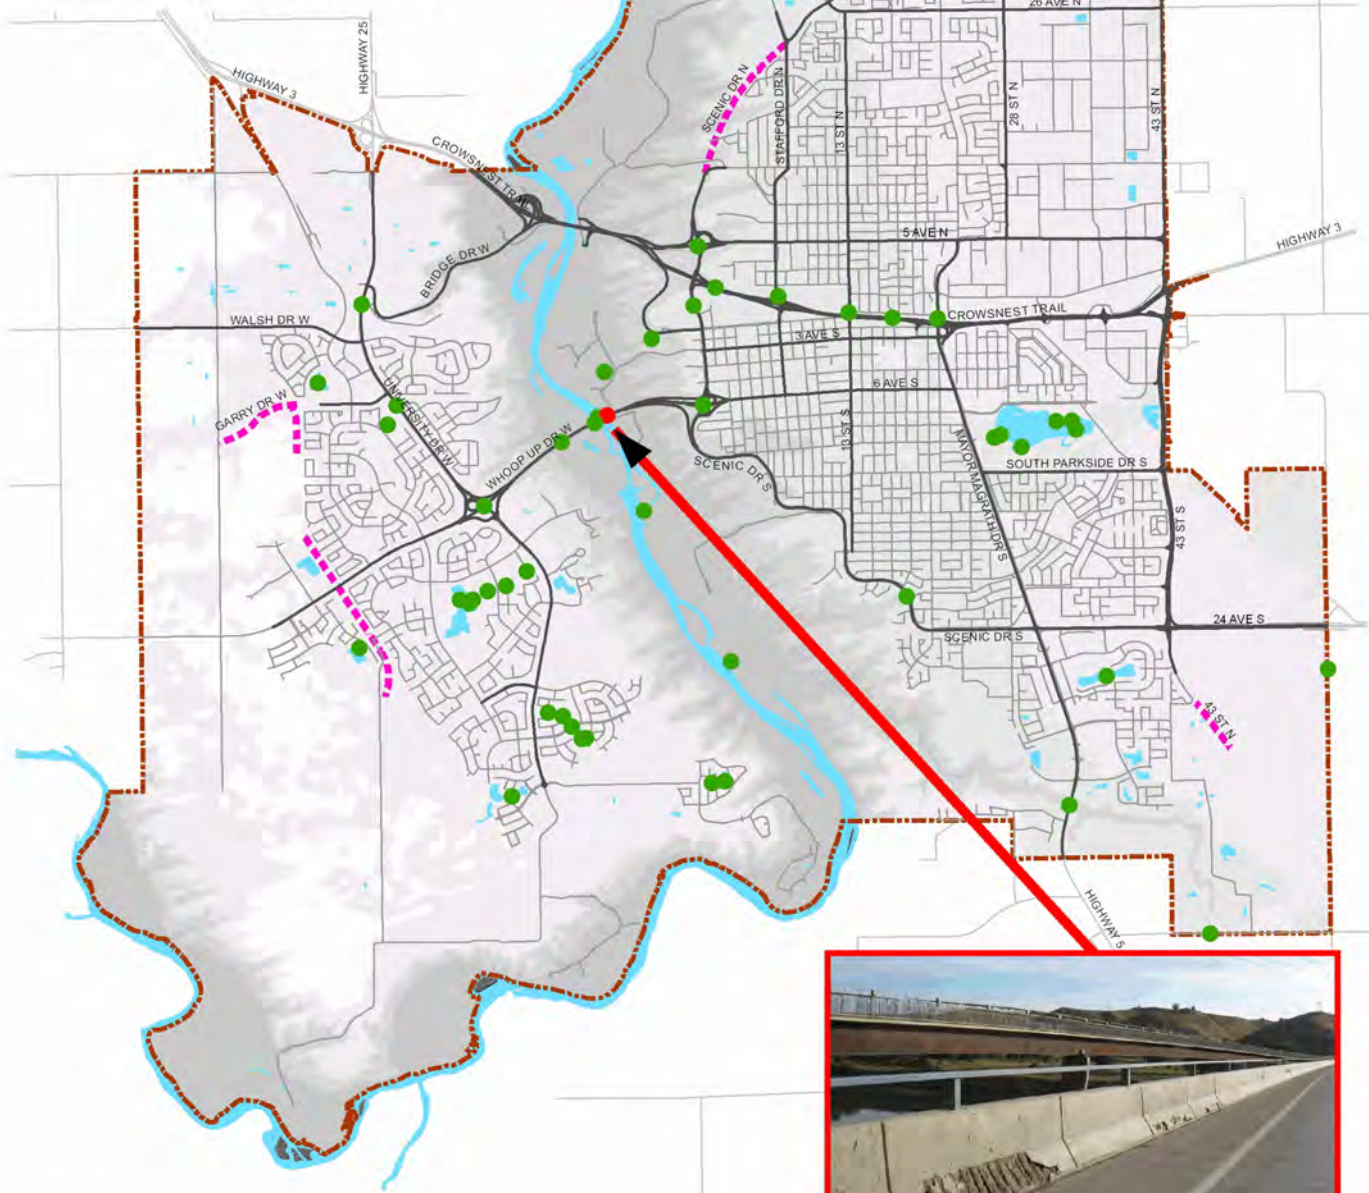 26 AVE N
HIGHWAY 25
HIGHWAY 3
SCENIC DR N
STAFFORD DR N
13 ST N
28 ST N
43 ST N
CROWSNEST TRAIL
5 AVE N
HIGHWAY 3
BRIDGE DR W
WALSH DR W
CROWSNEST TRAIL
3 AVE S
6 AVE S
GARRY DR W
UNIVERSITY DR W
WHOOP UP DR W
13 ST S
SCENIC DR S
MAYOR MAGRATH DR S
SOUTH PARKSIDE DR S
43 ST S
24 AVE S
SCENIC DR S
43 ST N
HIGHWAY 5